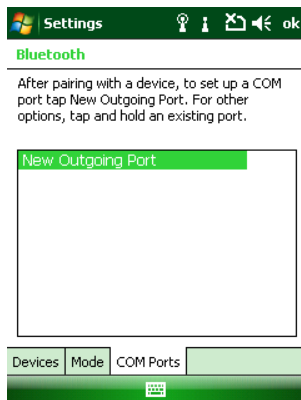 Settings ok
Bluetooth
After pairing with a device, to set up a COM
port tap New Outgoing Port. For other
options, tap and hold an existing port.
New Outgoing Port
Devices Mode COM Ports